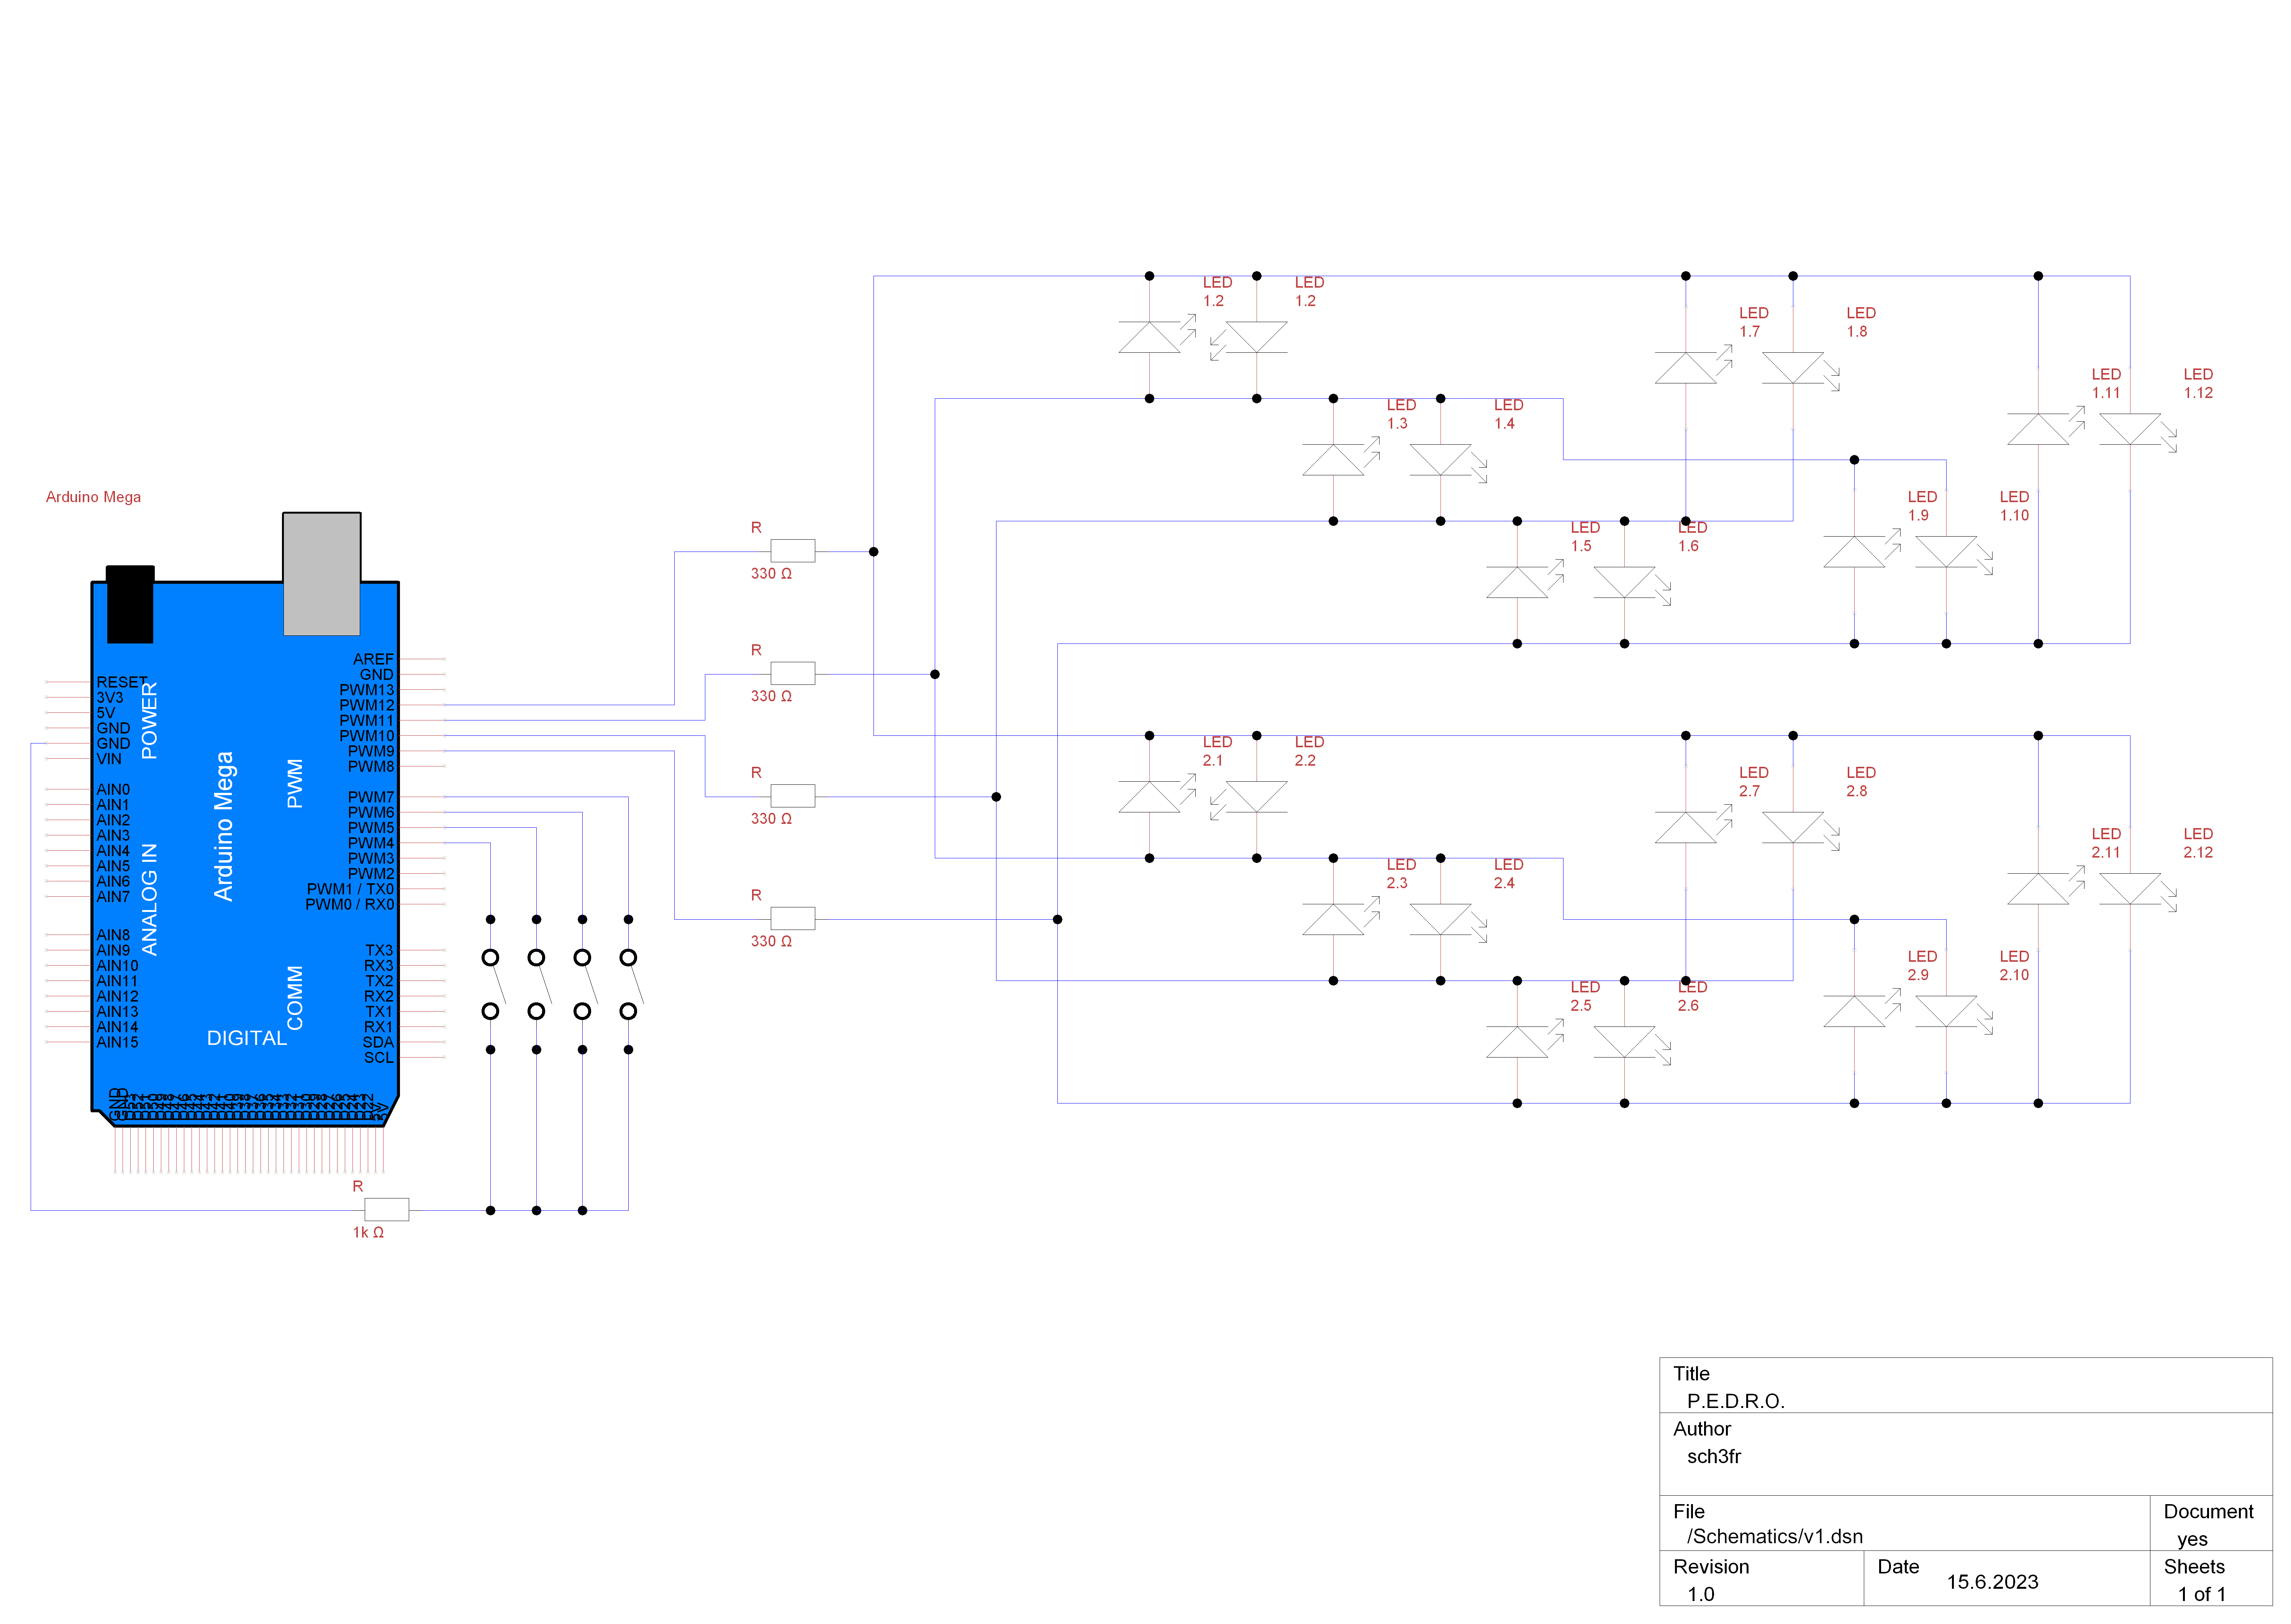 Arduino Mega
RESET
3V3
5V
GND
GND
VIN
AIN0
AIN1
AIN2
AIN3
AIN4
AIN5
AIN6
AIN7
AIN8
AIN9
AIN10
AIN11
AIN12
AIN13
AIN14
AIN15
POWER
ANALOG IN
Arduino Mega
PWM
COMM
DIGITAL
AREF
GND
PWM13
PWM12
PWM11
PWM10
PWM9
PWM8
PWM7
PWM6
PWM5
PWM4
PWM3
PWM2
PWM1 / TX0
PWM0 / RX0
TX3
RX3
TX2
RX2
TX1
RX1
SDA
SCL
GND
GND
5V
5V
R
1k Ω
R
330 Ω
R
330 Ω
R
330 Ω
R
330 Ω
LED
1.2
LED
1.2
LED
1.3
LED
1.4
LED
1.5
LED
1.6
LED
1.7
LED
1.8
LED
1.9
LED
1.10
LED
1.11
LED
1.12
LED
2.1
LED
2.2
LED
2.3
LED
2.4
LED
2.5
LED
2.6
LED
2.7
LED
2.8
LED
2.9
LED
2.10
LED
2.11
LED
2.12
Title
P.E.D.R.O.
Author
sch3fr
File
/Schematics/v1.dsn
Document
yes
Revision
1.0
Date
15.6.2023
Sheets
1 of 1